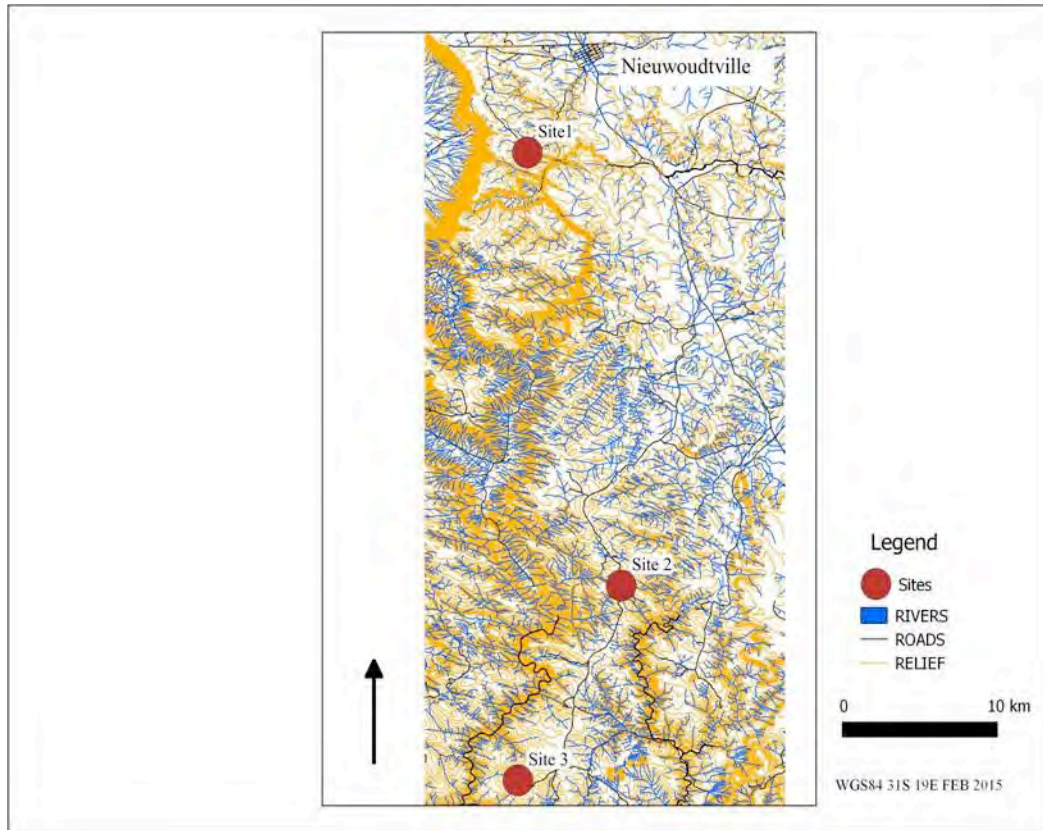 Nieuwoudtville
Site1
Site 2
Site 3
Legend
Sites
RIVERS
ROADS
RELIEF
0 10 km
WGS84 31S 19E FEB 2015